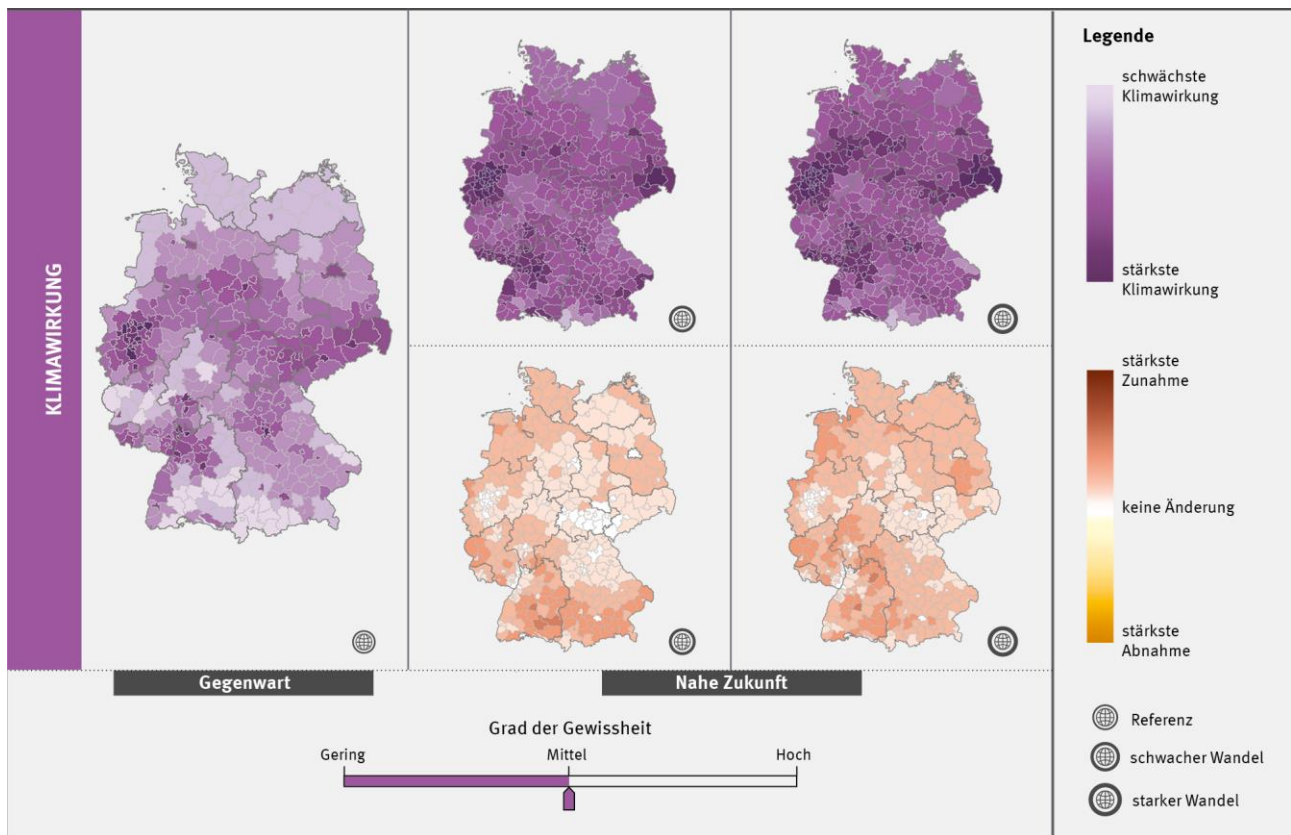 KLIMAWIRKUNG
Gegenwart
Nahe Zukunft
Grad der Gewissheit
Gering
Mittel
Hoch
Legende
schwächste
Klimawirkung
stärkste
Klimawirkung
stärkste
Zunahme
keine Änderung
stärkste
Abnahme
Referenz
schwacher Wandel
starker Wandel